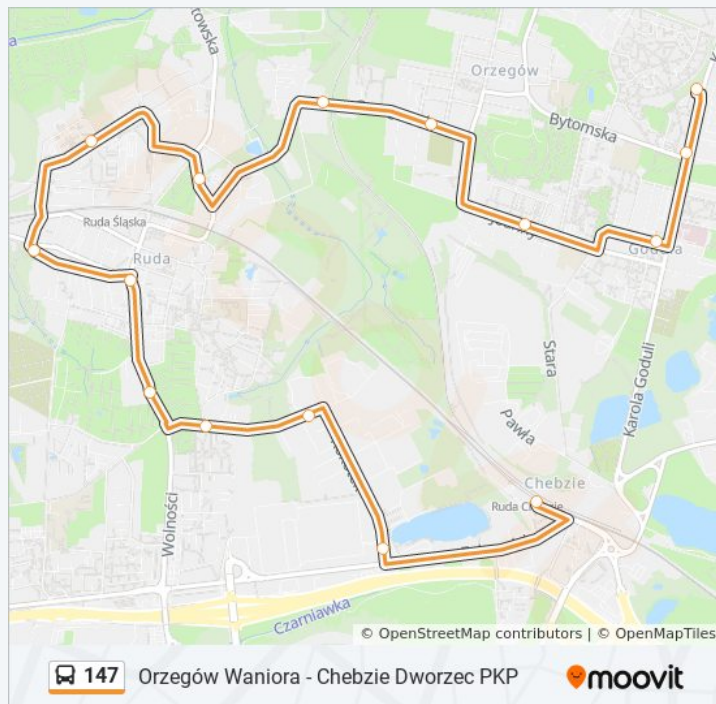 Orzegów
Bytomska
Ruda Śląska
Ruda
Stara
Karola Goduli
Pawła
Chebzie
Wolności
Czarniawka
© OpenStreetMap contributors | © OpenMapTiles
147 Orzegów Waniora - Chebzie Dworzec PKP
moovit